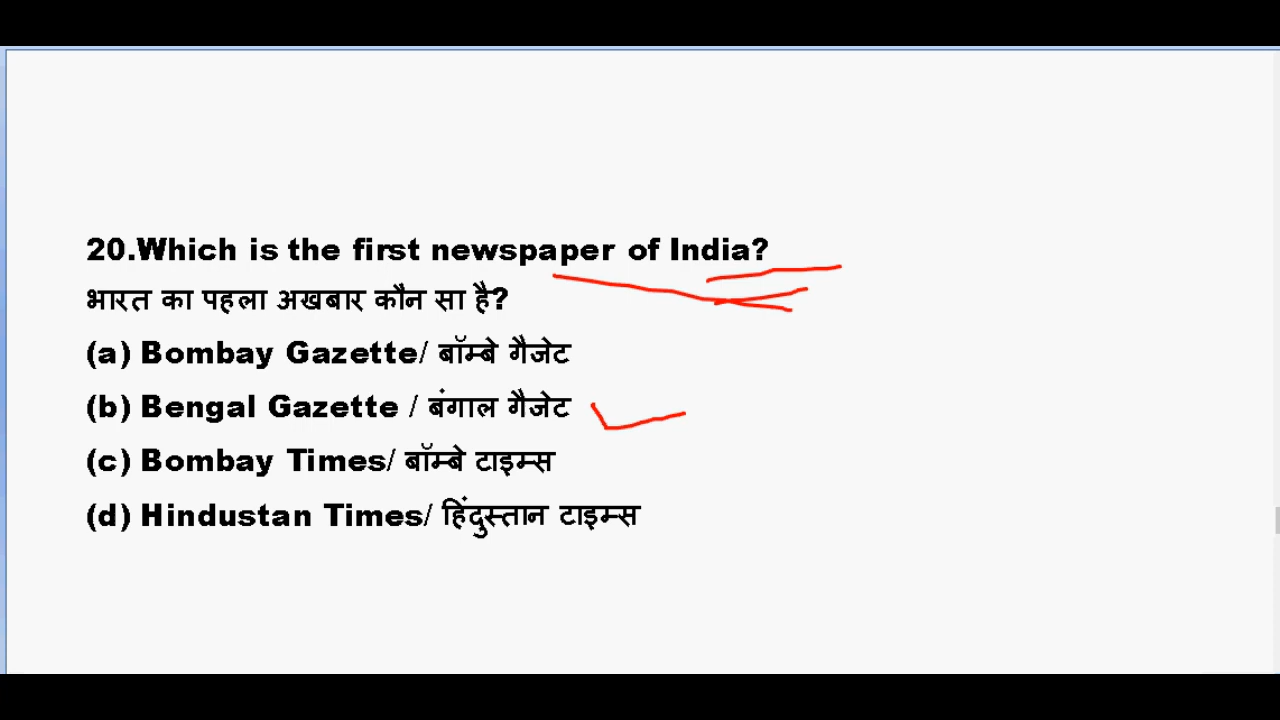 20.Which is the first newspaper of India?
भारत का पहला अखबार कौन सा है?
(a) Bombay Gazette/ बॉम्बे गैजेट
(b) Bengal Gazette / बंगाल गैजेट
(c) Bombay Times/ बॉम्बे टाइम्स
(d) Hindustan Times/ हिंदुस्तान टाइम्स